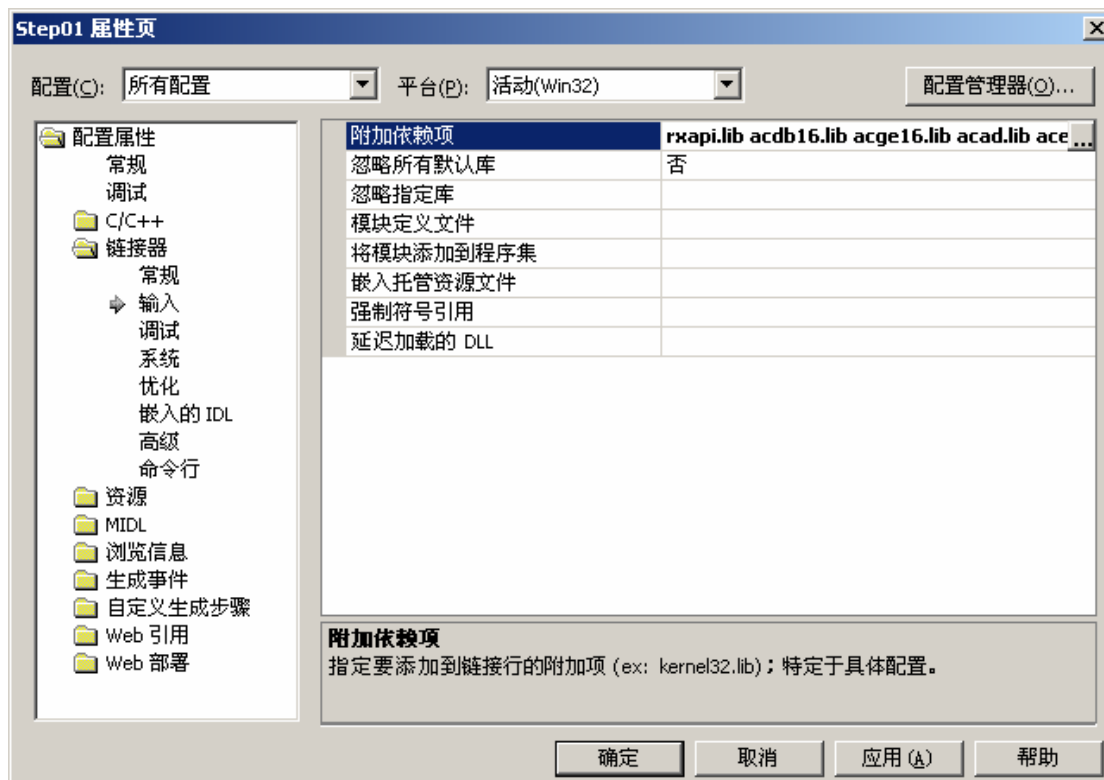 Step01 属性页
配置(C): 所有配置 平台(P): 活动(Win32) 配置管理器(O)...
配置属性
常规
调试
C/C++
链接器
常规
输入
调试
系统
优化
嵌入的 IDL
高级
命令行
资源
MIDL
浏览信息
生成事件
自定义生成步骤
Web 引用
Web 部署
附加依赖项 rxapi.lib acdb16.lib acge16.lib acad.lib ace ...
忽略所有默认库 否
忽略指定库
模块定义文件
将模块添加到程序集
嵌入托管资源文件
强制符号引用
延迟加载的 DLL
附加依赖项
指定要添加到链接行的附加项 (ex: kernel32.lib)；特定于具体配置。
确定 取消 应用(A) 帮助